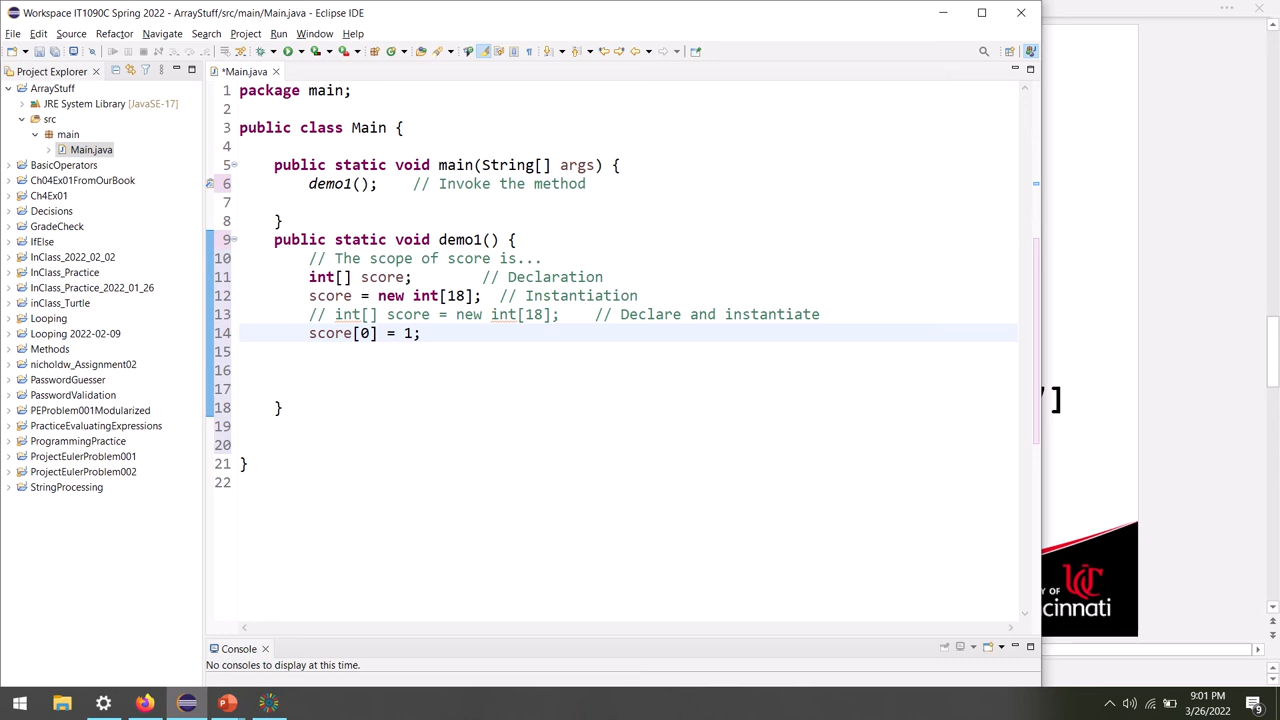 Workspace IT1090C Spring 2022 - ArrayStuff/src/main/Main.java - Eclipse IDE
File Edit Source Refactor Navigate Search Project Run Window Help
Project Explorer
*Main.java
ArrayStuff
JRE System Library [JavaSE-17]
src
main
Main.java
BasicOperators
Ch04Ex01FromOurBook
Ch4Ex01
Decisions
GradeCheck
IfElse
InClass_2022_02_02
InClass_Practice
InClass_Practice_2022_01_26
inClass_Turtle
Looping
Looping 2022-02-09
Methods
nicholdw_Assignment02
PasswordGuesser
PasswordValidation
PEProblem001Modularized
PracticeEvaluatingExpressions
ProgrammingPractice
ProjectEulerProblem001
ProjectEulerProblem002
StringProcessing
1 package main;
2
3 public class Main {
4
5 public static void main(String[] args) {
6 demo1(); // Invoke the method
7
8 }
9 public static void demo1() {
10 // The scope of score is...
11 int[] score; // Declaration
12 score = new int[18]; // Instantiation
13 // int[] score = new int[18]; // Declare and instantiate
14 score[0] = 1;
15
16
17
18 }
19
20
21 }
22
]
OF
cinnati
Console
No consoles to display at this time.
9:01 PM
3/26/2022
9